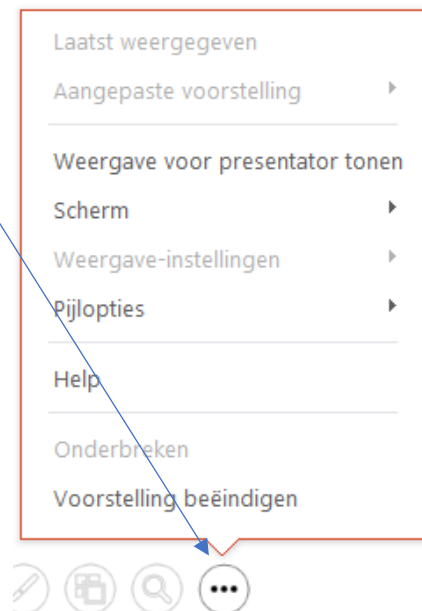 Laatst weergegeven
Aangepaste voorstelling
Weergave voor presentator tonen
Scherm
Weergave-instellingen
Pijlopties
Help
Onderbreken
Voorstelling beëindigen